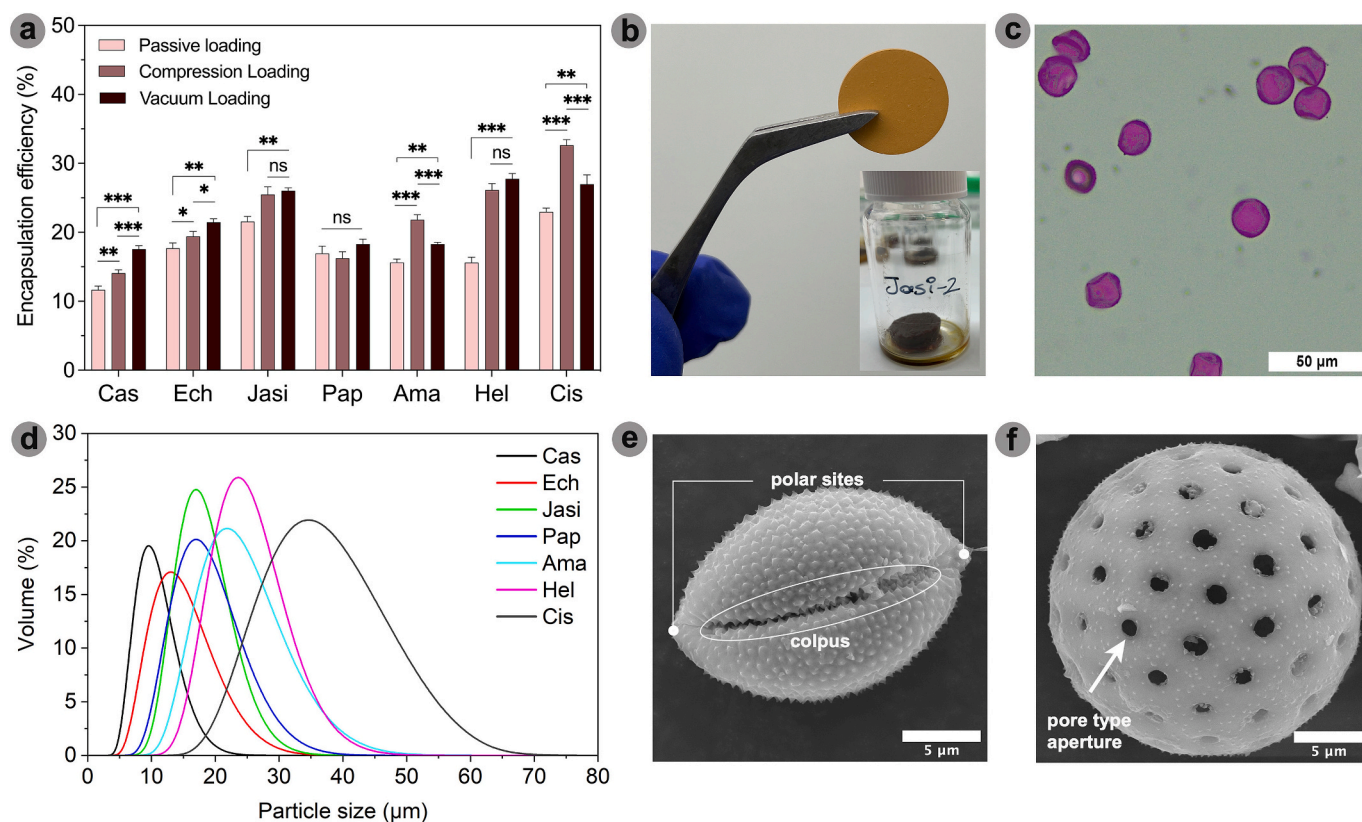 a
50
40
30
20
10
0
Encapsulation efficiency (%)
Passive loading
Compression Loading
Vacuum Loading
*** ** ***
** * *
** ns
ns
** *** ***
*** ns
** *** ***
Cas Ech Jasi Pap Ama Hel Cis
b
Jasi-2
c
50 µm
d
30
25
20
15
10
5
0
Volume (%)
Cas
Ech
Jasi
Pap
Ama
Hel
Cis
0 10 20 30 40 50 60 70 80
Particle size (µm)
e
polar sites
colpus
5 µm
f
pore type
aperture
5 µm